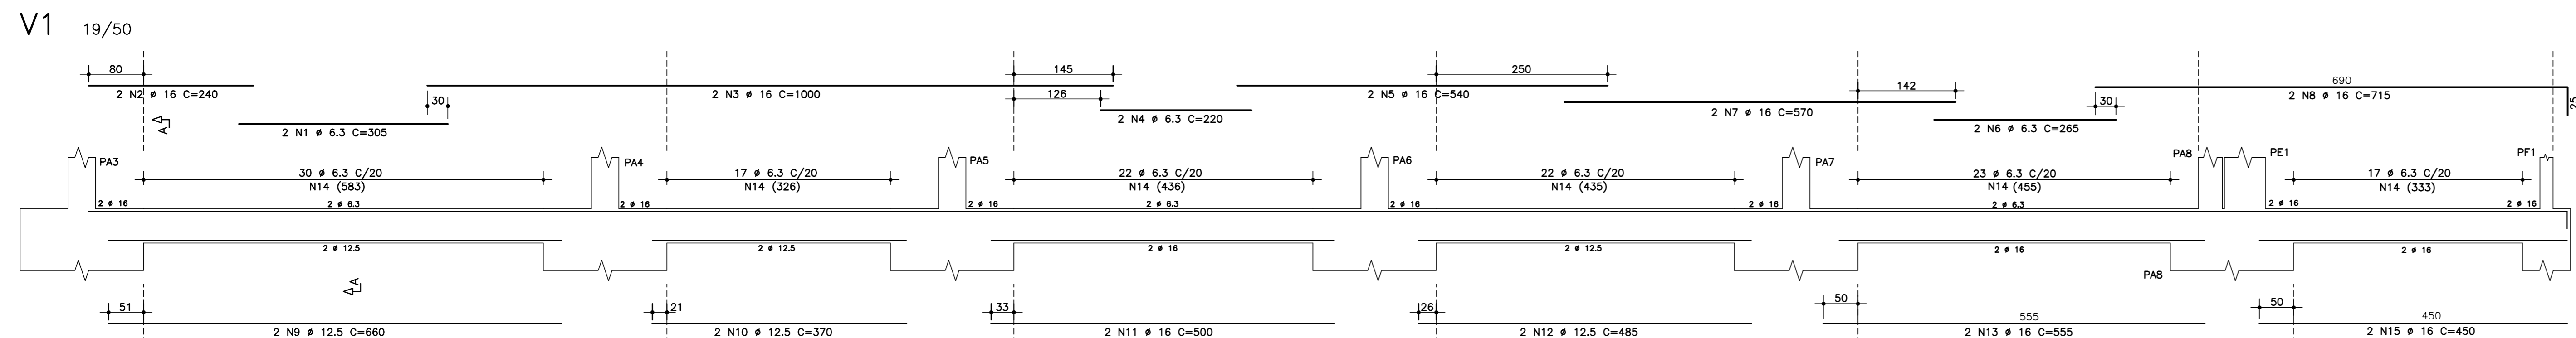 V1 19/50
80 145 250 690
2 N2 ø 16 C=240 2 N3 ø 16 C=1000 2 N5 ø 16 C=540 142 2 N8 ø 16 C=715
30 126 30 25
2 N7 ø 16 C=570
A 2 N4 ø 6.3 C=220
2 N1 ø 6.3 C=305 2 N6 ø 6.3 C=265
PA3 PA4 PA5 PA6 PA7 PA8 PE1 PF1
30 ø 6.3 C/20 17 ø 6.3 C/20 22 ø 6.3 C/20 22 ø 6.3 C/20 23 ø 6.3 C/20 17 ø 6.3 C/20
N14 (583) N14 (326) N14 (436) N14 (435) N14 (455) N14 (333)
2 ø 16 2 ø 6.3 2 ø 16 2 ø 16 2 ø 6.3 2 ø 16 2 ø 16 2 ø 6.3 2 ø 16 2 ø 16
2 ø 12.5 2 ø 12.5 2 ø 16 2 ø 12.5 2 ø 16 2 ø 16
PA8
A
51 21 33 26 50 50
555 450
2 N9 ø 12.5 C=660 2 N10 ø 12.5 C=370 2 N11 ø 16 C=500 2 N12 ø 12.5 C=485 2 N13 ø 16 C=555 2 N15 ø 16 C=450